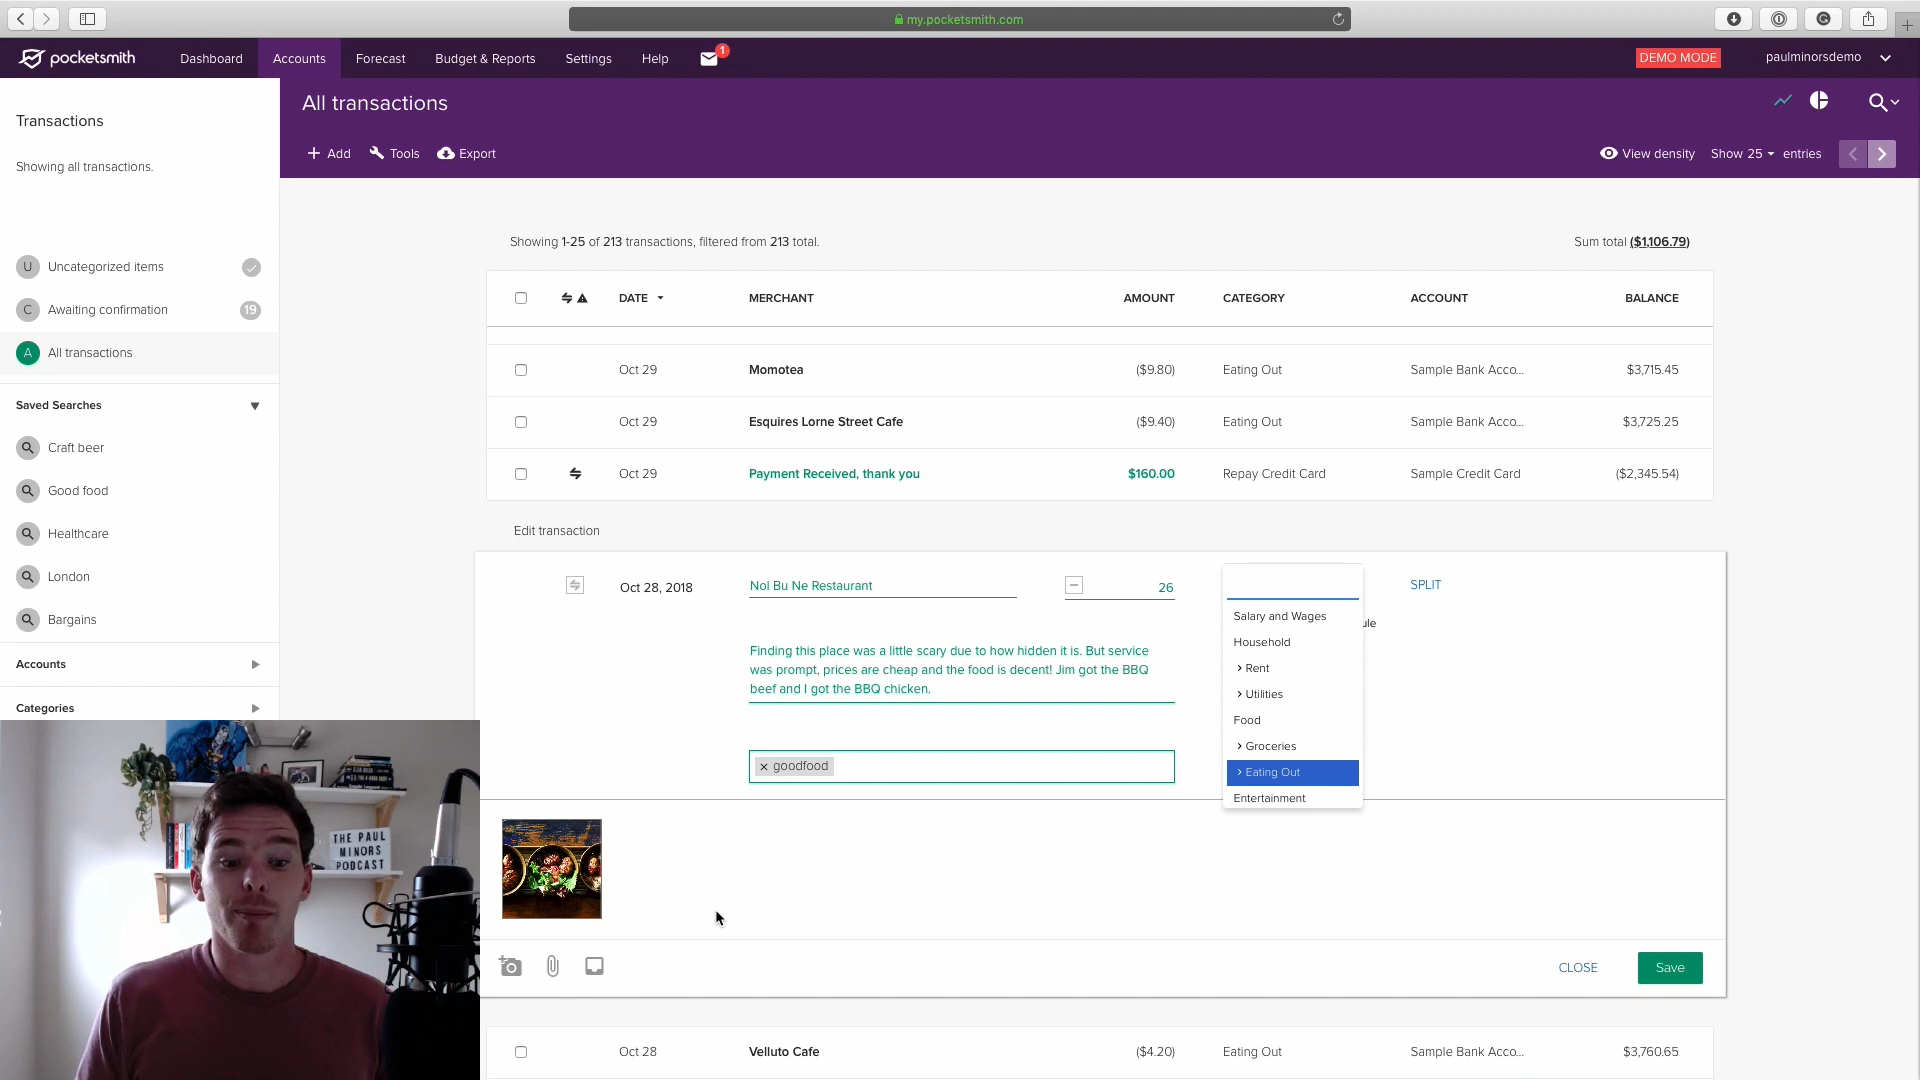 my.pocketsmith.com
pocketsmith
Dashboard
Accounts
Forecast
Budget & Reports
Settings
Help
1
DEMO MODE
paulminorsdemo
Transactions
Showing all transactions.
U Uncategorized items
C Awaiting confirmation 19
A All transactions
Saved Searches
Craft beer
Good food
Healthcare
London
Bargains
Accounts
Categories
All transactions
Add
Tools
Export
View density
Show 25 entries
Showing 1-25 of 213 transactions, filtered from 213 total.
Sum total ($1,106.79)
DATE MERCHANT AMOUNT CATEGORY ACCOUNT BALANCE
Oct 29 Momotea ($9.80) Eating Out Sample Bank Acco... $3,715.45
Oct 29 Esquires Lorne Street Cafe ($9.40) Eating Out Sample Bank Acco... $3,725.25
Oct 29 Payment Received, thank you $160.00 Repay Credit Card Sample Credit Card ($2,345.54)
Edit transaction
Oct 28, 2018 Nol Bu Ne Restaurant 26 SPLIT
Finding this place was a little scary due to how hidden it is. But service
was prompt, prices are cheap and the food is decent! Jim got the BBQ
beef and I got the BBQ chicken.
× goodfood
Salary and Wages
Household
› Rent
› Utilities
Food
› Groceries
› Eating Out
Entertainment
CLOSE
Save
Oct 28 Velluto Cafe ($4.20) Eating Out Sample Bank Acco... $3,760.65
THE PAUL
MINORS
PODCAST